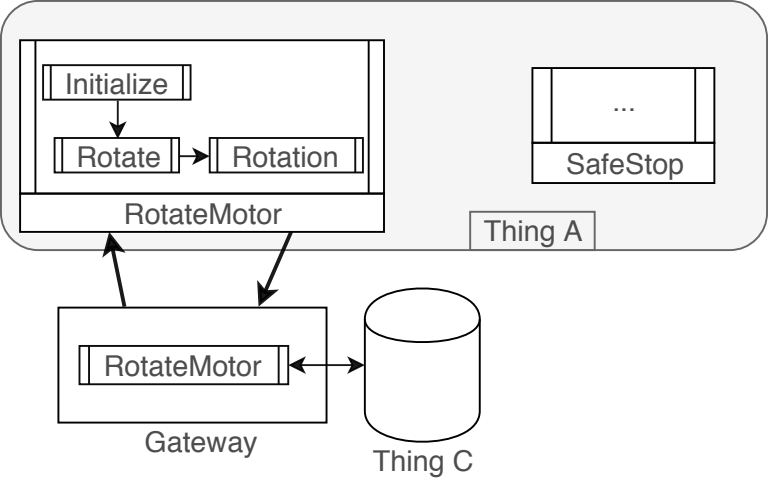 Initialize
...
Rotate
Rotation
SafeStop
RotateMotor
Thing A
RotateMotor
Gateway
Thing C